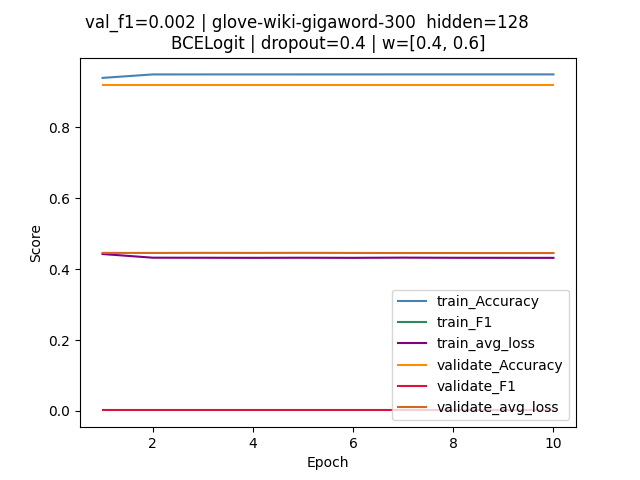 val_f1=0.002 | glove-wiki-gigaword-300  hidden=128
BCELogit | dropout=0.4 | w=[0.4, 0.6]
Score
0.8
0.6
0.4
0.2
0.0
train_Accuracy
train_F1
train_avg_loss
validate_Accuracy
validate_F1
validate_avg_loss
2
4
6
8
10
Epoch